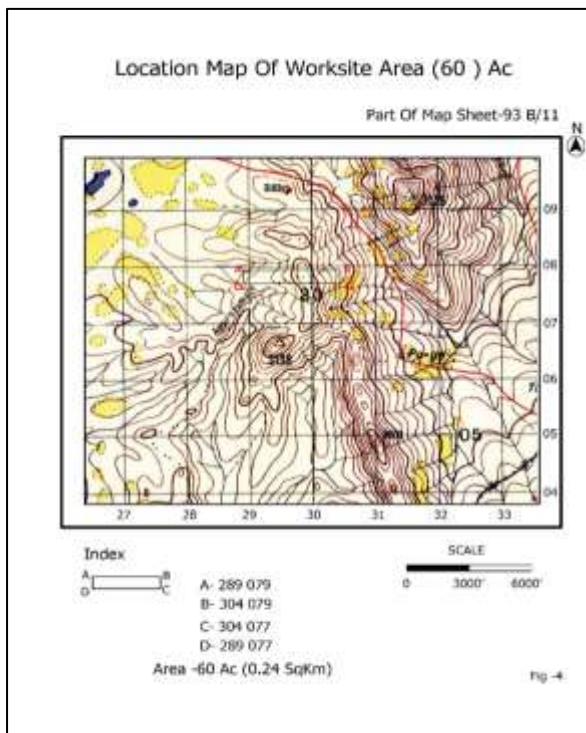 Location Map Of Worksite Area (60 ) Ac
Part Of Map Sheet-93 B/11
N
09
08
20
07
06
05
05
04
27 28 29 30 31 32 33
Index
SCALE
A B
D C
0 3000' 6000'
A- 289 079
B- 304 079
C- 304 077
D- 289 077
Area -60 Ac (0.24 SqKm)
Fig -4